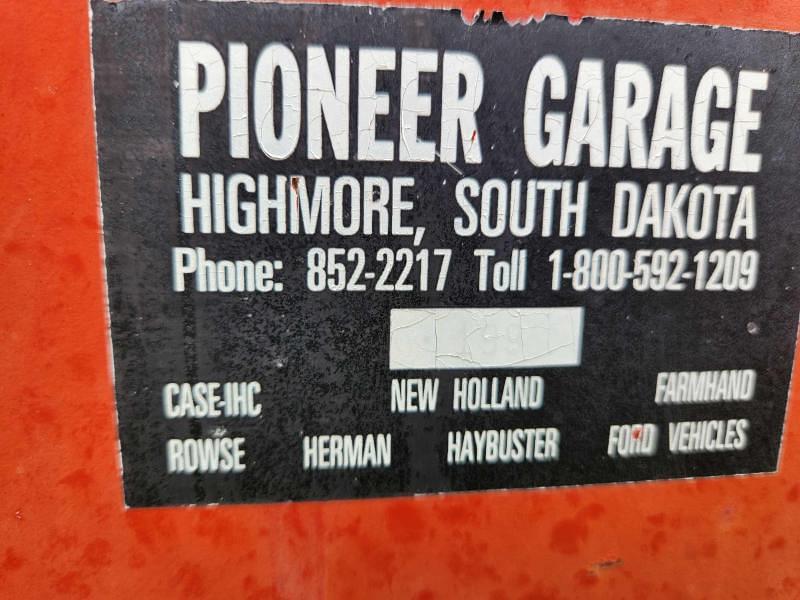 PIONEER GARAGE
HIGHMORE, SOUTH DAKOTA
Phone: 852-2217 Toll 1-800-592-1209
CASE-IHC NEW HOLLAND FARMHAND
ROWSE HERMAN HAYBUSTER FORD VEHICLES